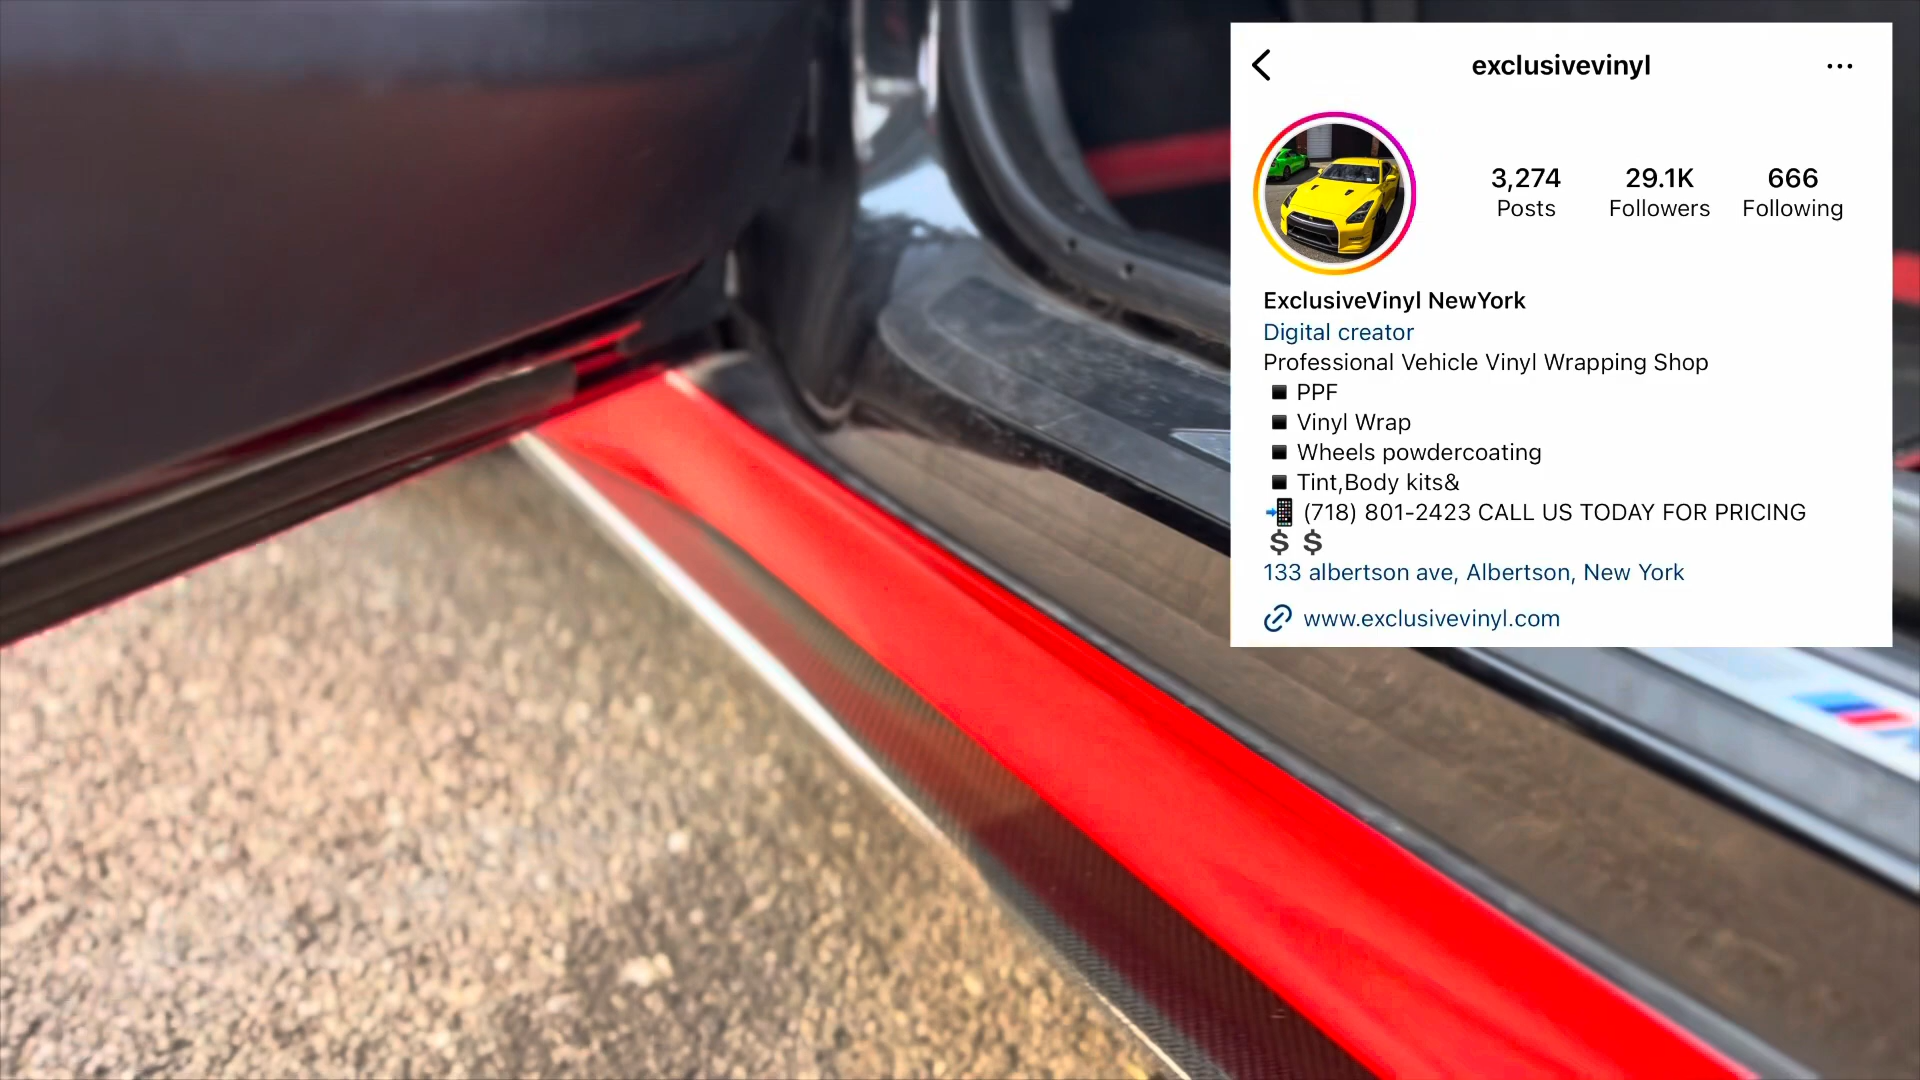 exclusivevinyl
3,274 29.1K 666
Posts Followers Following
ExclusiveVinyl NewYork
Digital creator
Professional Vehicle Vinyl Wrapping Shop
◾ PPF
◾ Vinyl Wrap
◾ Wheels powdercoating
◾ Tint,Body kits&
📲 (718) 801-2423 CALL US TODAY FOR PRICING
💲💲
133 albertson ave, Albertson, New York
www.exclusivevinyl.com